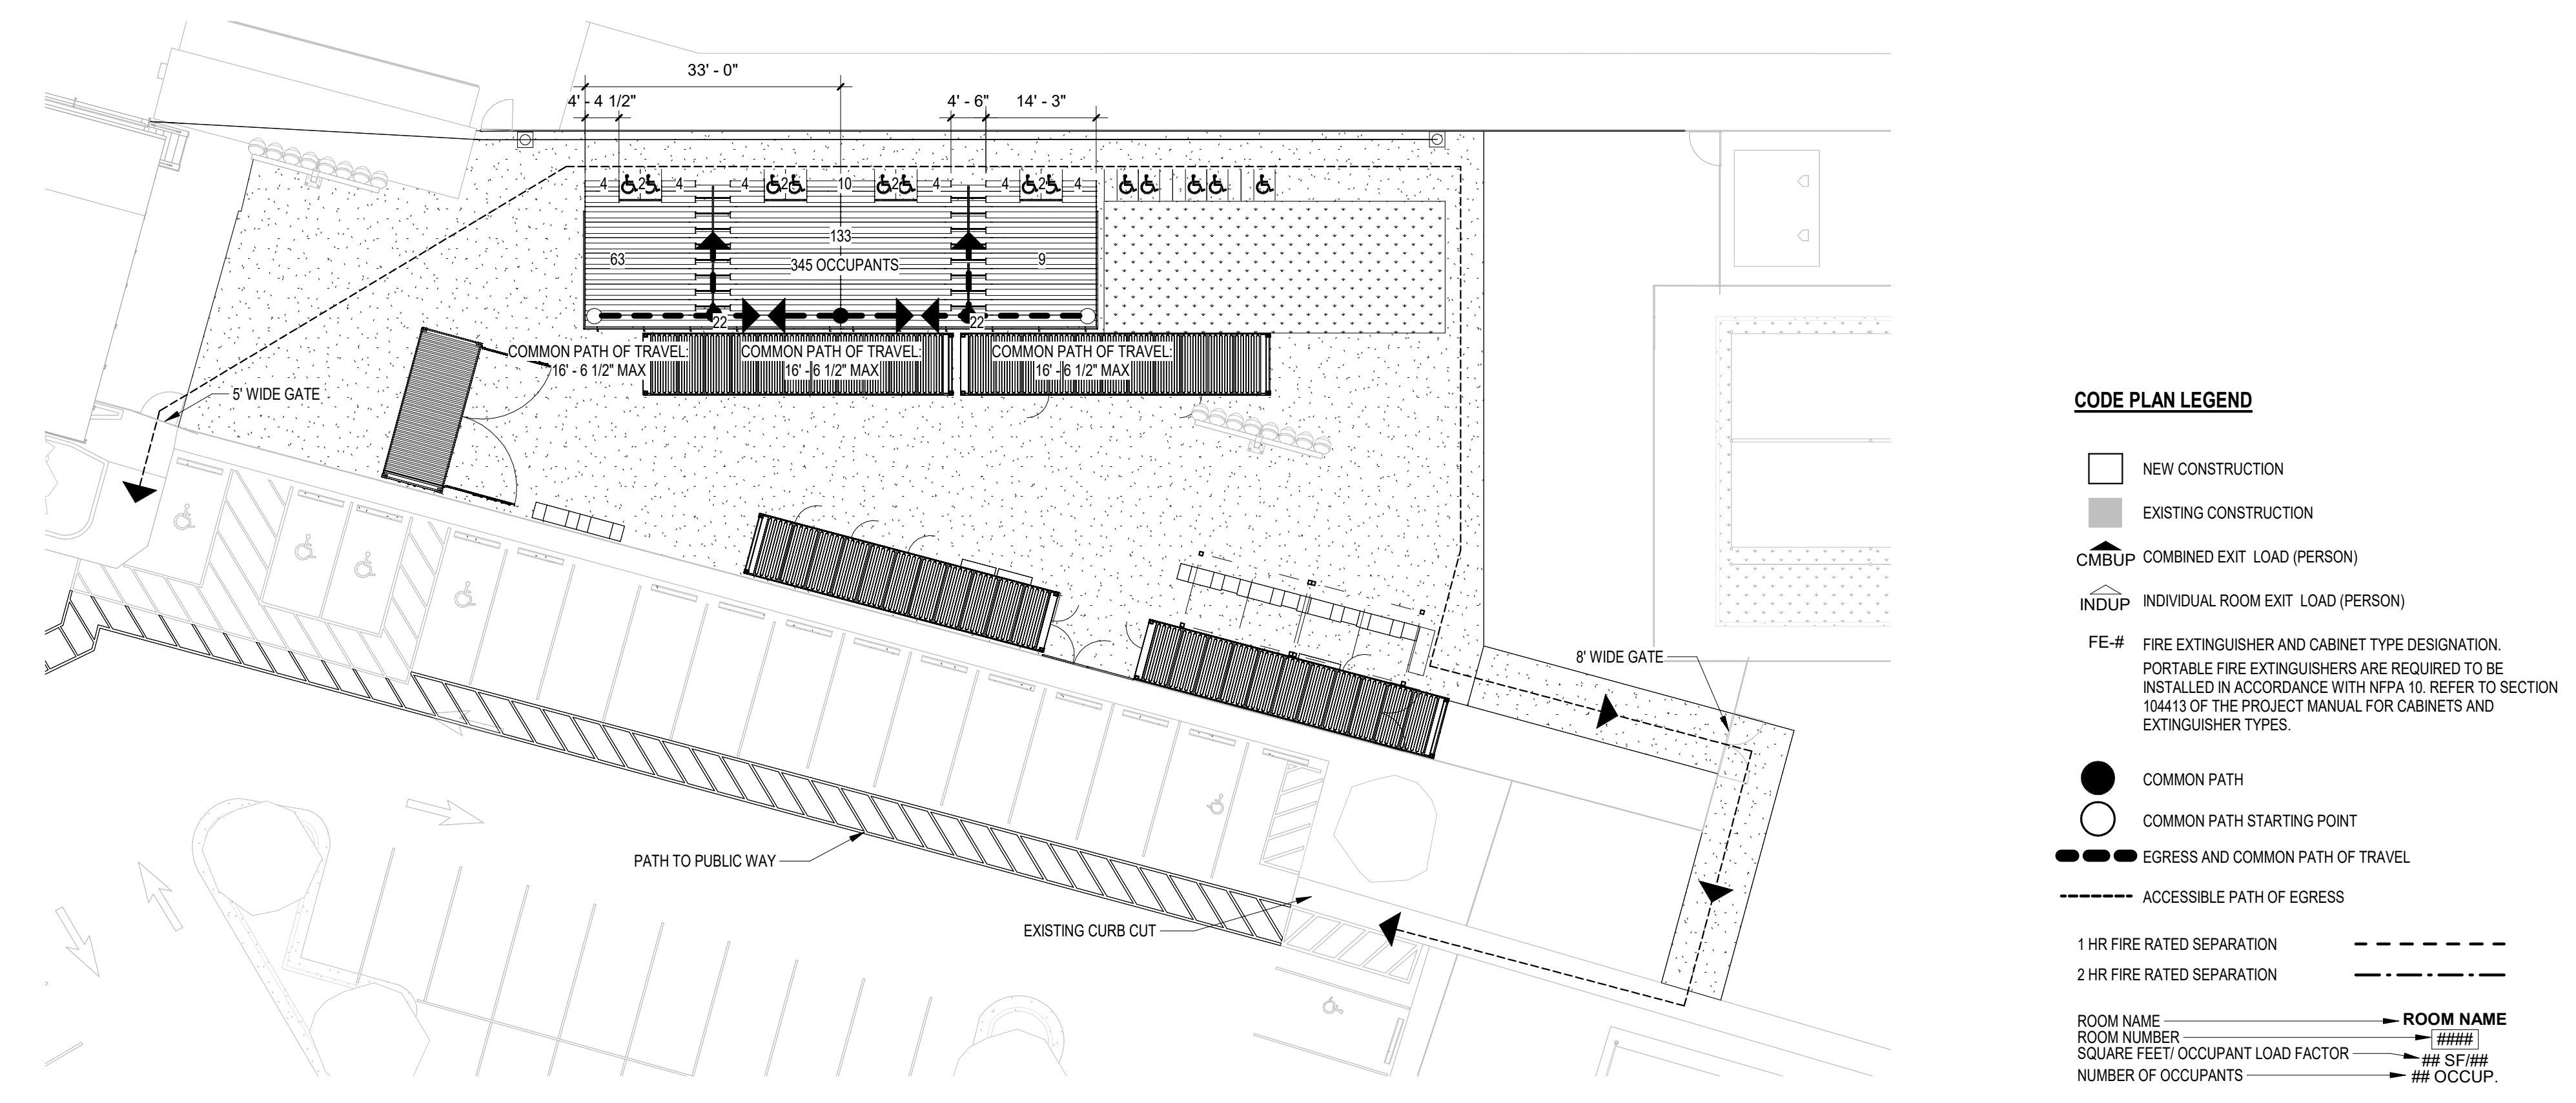 33' - 0"
4' - 4 1/2"
4' - 6"
14' - 3"
4 2 4 4 2 10 2 4 4 2 4
133
63
345 OCCUPANTS
9
22
22
COMMON PATH OF TRAVEL:
16' - 6 1/2" MAX
COMMON PATH OF TRAVEL:
16' - 6 1/2" MAX
COMMON PATH OF TRAVEL:
16' - 6 1/2" MAX
5' WIDE GATE
8' WIDE GATE
PATH TO PUBLIC WAY
EXISTING CURB CUT
CODE PLAN LEGEND
NEW CONSTRUCTION
EXISTING CONSTRUCTION
CMBUP COMBINED EXIT LOAD (PERSON)
INDUP INDIVIDUAL ROOM EXIT LOAD (PERSON)
FE-# FIRE EXTINGUISHER AND CABINET TYPE DESIGNATION.
PORTABLE FIRE EXTINGUISHERS ARE REQUIRED TO BE
INSTALLED IN ACCORDANCE WITH NFPA 10. REFER TO SECTION
104413 OF THE PROJECT MANUAL FOR CABINETS AND
EXTINGUISHER TYPES.
COMMON PATH
COMMON PATH STARTING POINT
EGRESS AND COMMON PATH OF TRAVEL
ACCESSIBLE PATH OF EGRESS
1 HR FIRE RATED SEPARATION
2 HR FIRE RATED SEPARATION
ROOM NAME ROOM NAME
ROOM NUMBER ####
SQUARE FEET/ OCCUPANT LOAD FACTOR ## SF/##
NUMBER OF OCCUPANTS ## OCCUP.